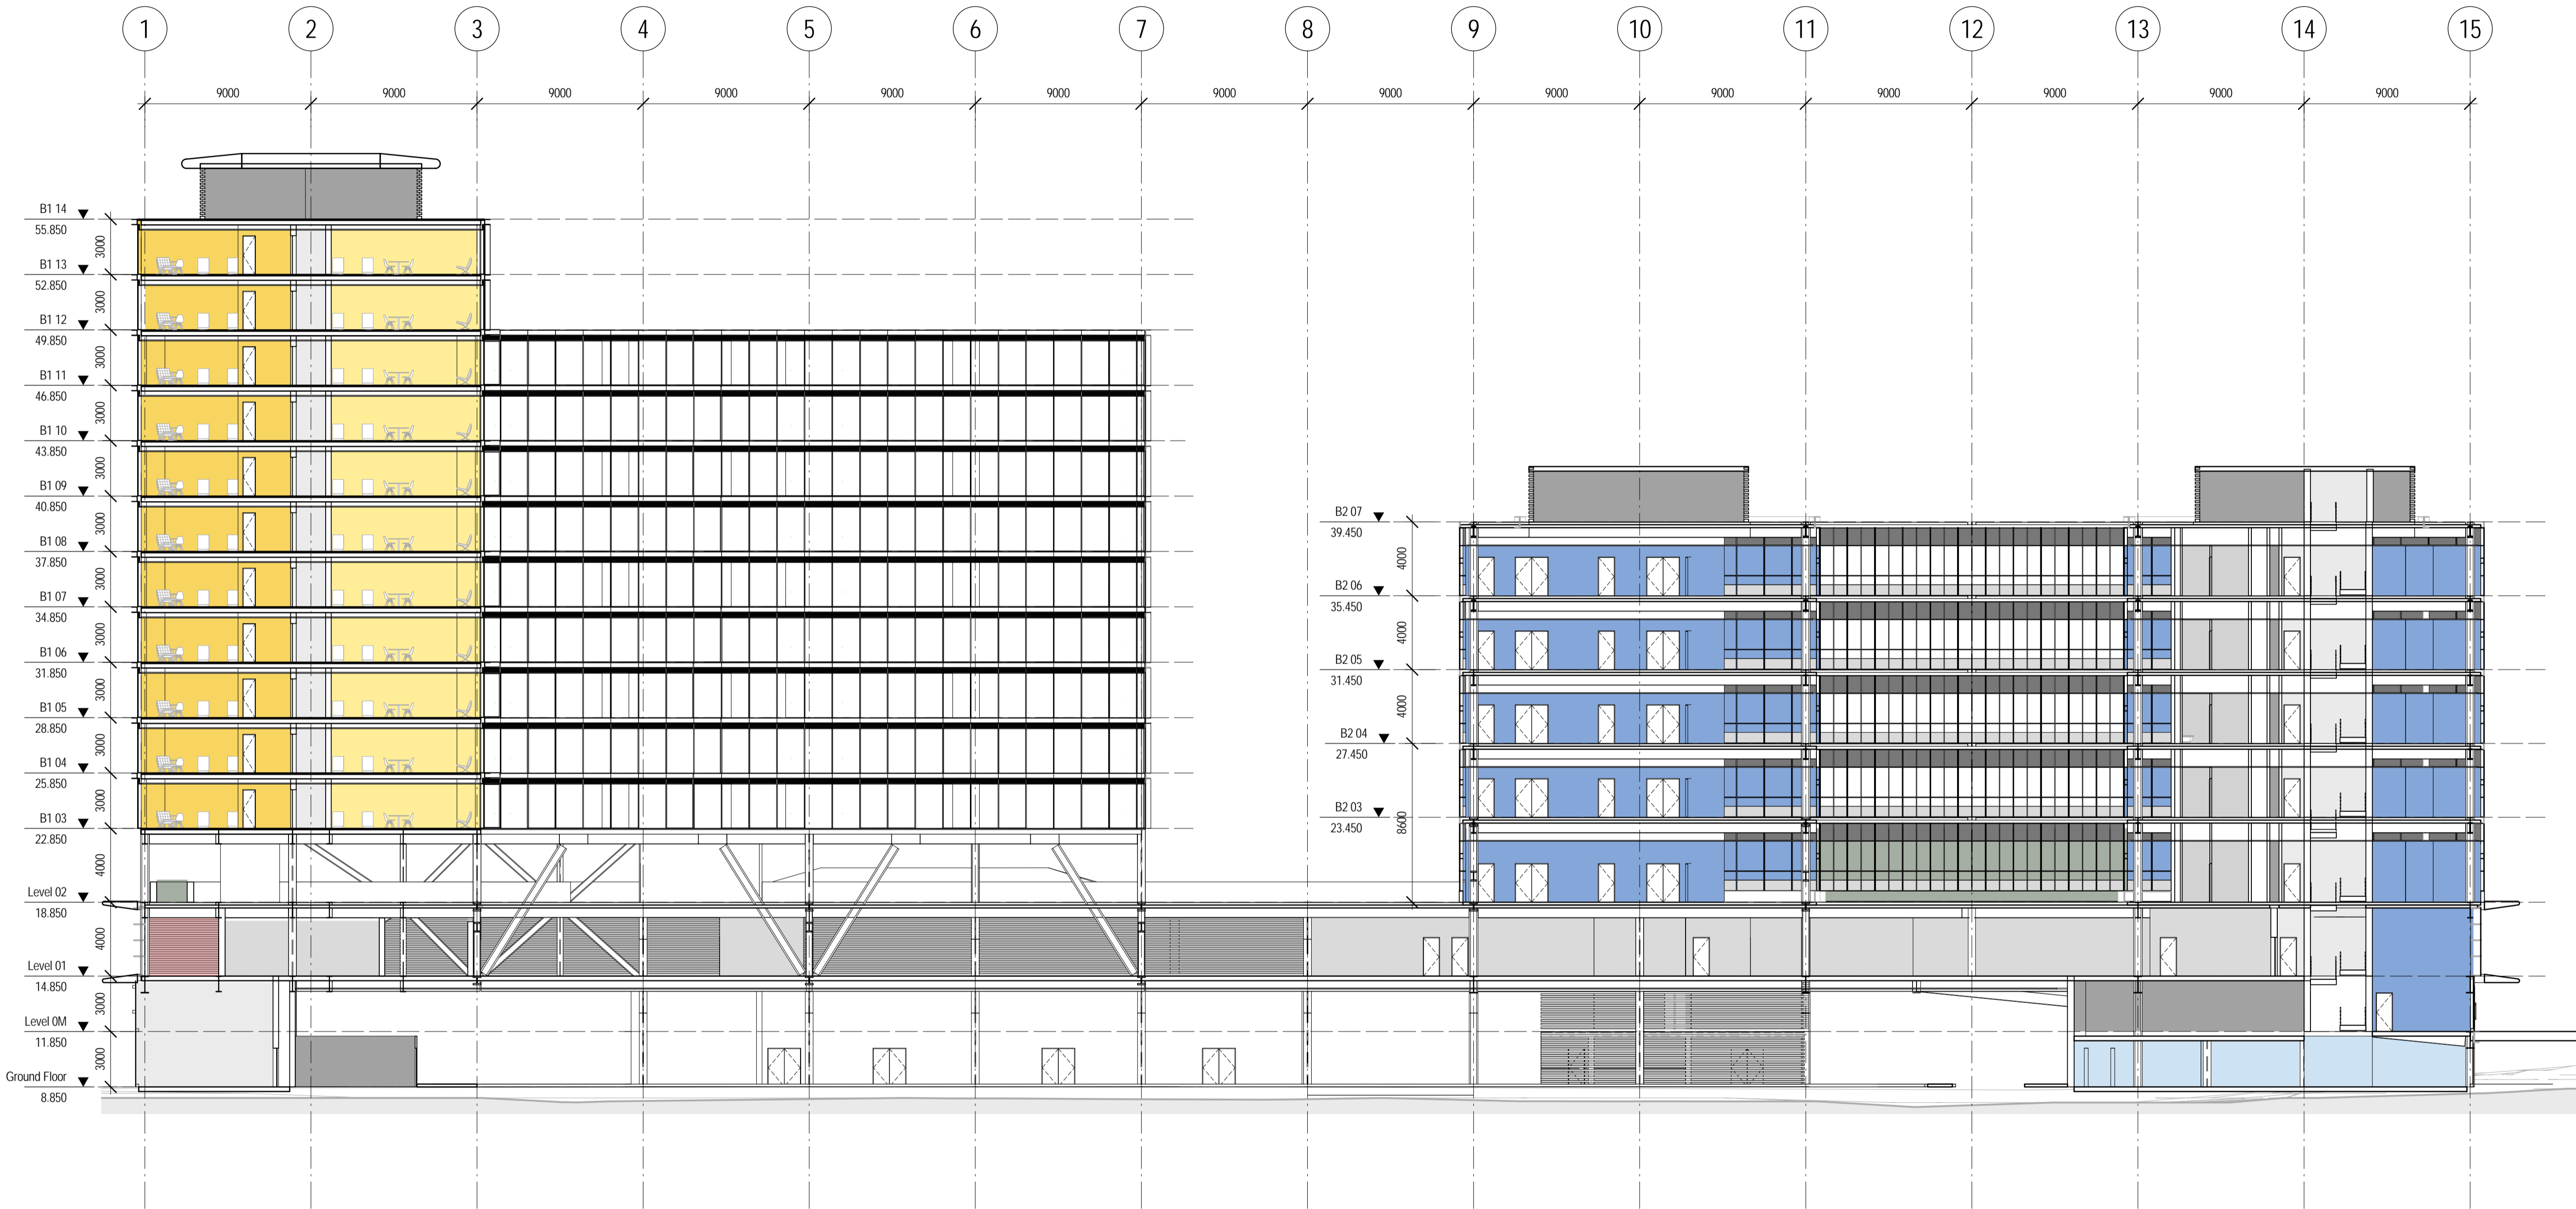 1 2 3 4 5 6 7 8 9 10 11 12 13 14 15
9000 9000 9000 9000 9000 9000 9000 9000 9000 9000 9000 9000 9000 9000
B1 14
55.850
3000
B1 13
52.850
3000
B1 12
49.850
3000
B1 11
46.850
3000
B1 10
43.850
3000
B1 09
40.850
3000
B1 08
37.850
3000
B1 07
34.850
3000
B1 06
31.850
3000
B1 05
28.850
3000
B1 04
25.850
3000
B1 03
22.850
4000
Level 02
18.850
4000
Level 01
14.850
3000
Level 0M
11.850
3000
Ground Floor
8.850
B2 07
39.450
4000
B2 06
35.450
4000
B2 05
31.450
4000
B2 04
27.450
B2 03
23.450
8600